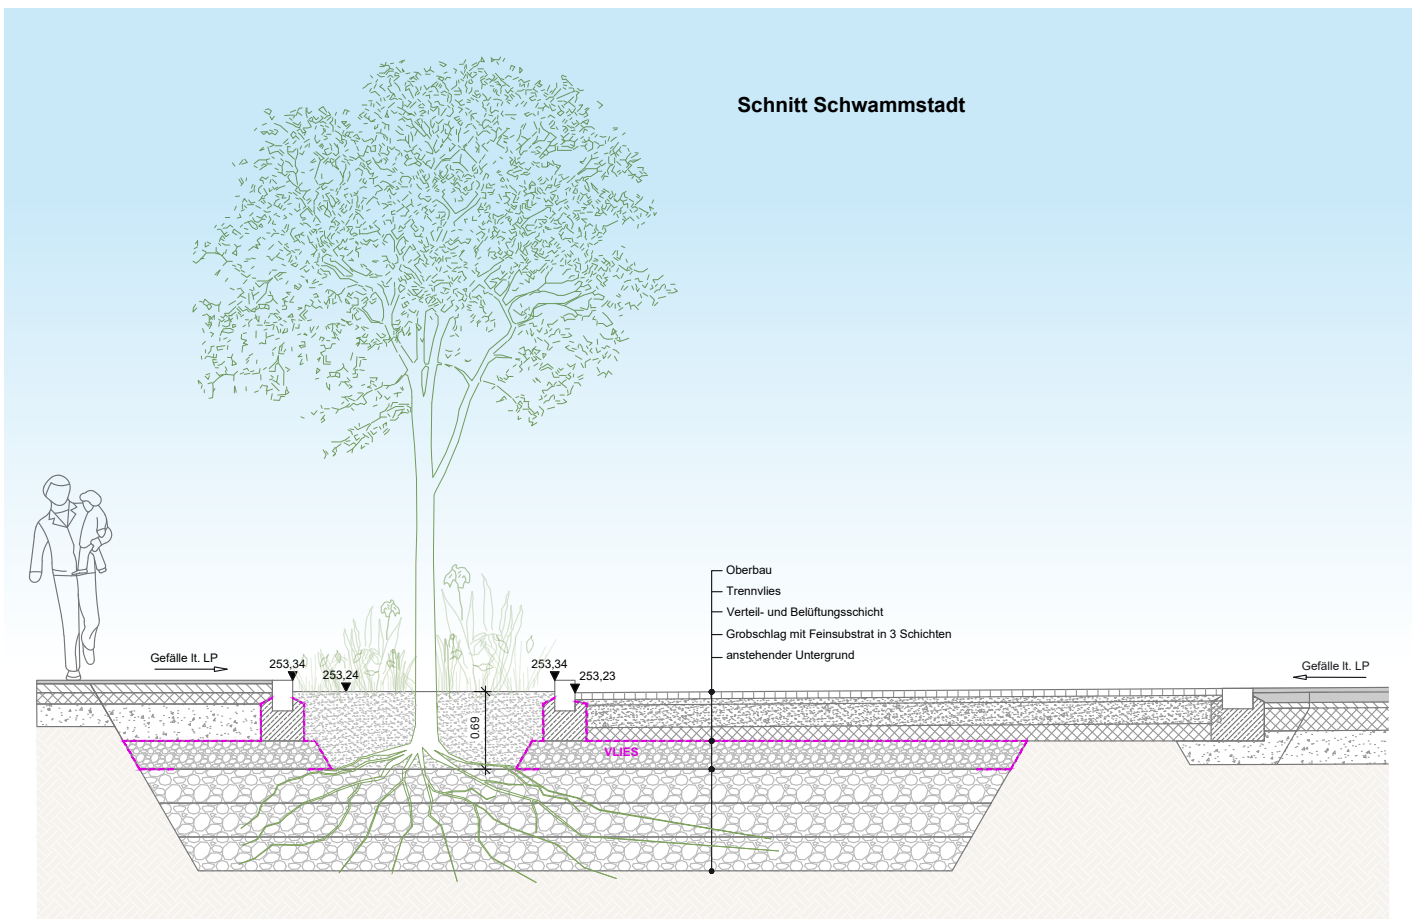 Schnitt Schwammstadt
Oberbau
Trennvlies
Verteil- und Belüftungsschicht
Grobschlag mit Feinsubstrat in 3 Schichten
anstehender Untergrund
Gefälle lt. LP
253,34
253,24
253,34
253,23
Gefälle lt. LP
0.69
VLIES